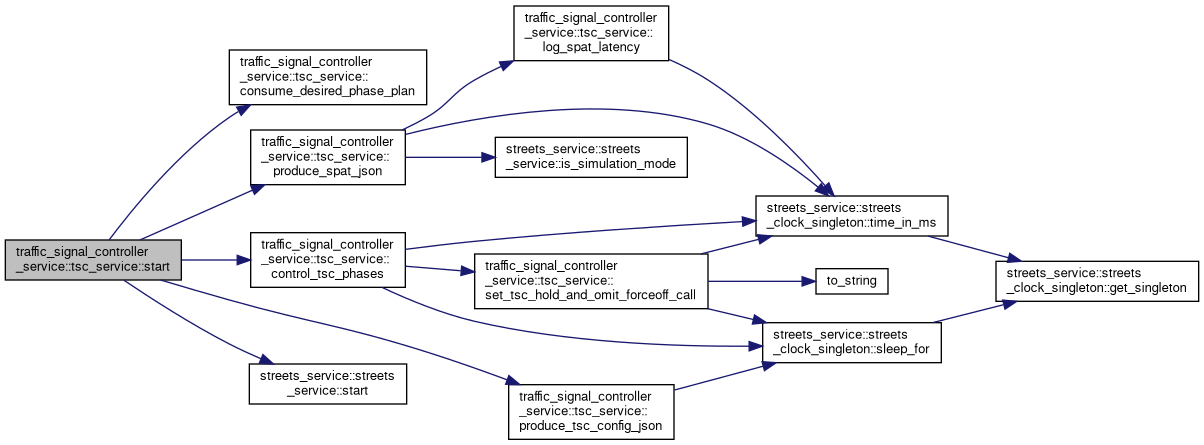 traffic_signal_controller
_service::tsc_service::start
traffic_signal_controller
_service::tsc_service::
consume_desired_phase_plan
traffic_signal_controller
_service::tsc_service::
produce_spat_json
traffic_signal_controller
_service::tsc_service::
control_tsc_phases
streets_service::streets
_service::start
traffic_signal_controller
_service::tsc_service::
log_spat_latency
streets_service::streets
_service::is_simulation_mode
traffic_signal_controller
_service::tsc_service::
set_tsc_hold_and_omit_forceoff_call
traffic_signal_controller
_service::tsc_service::
produce_tsc_config_json
streets_service::streets
_clock_singleton::time_in_ms
to_string
streets_service::streets
_clock_singleton::sleep_for
streets_service::streets
_clock_singleton::get_singleton